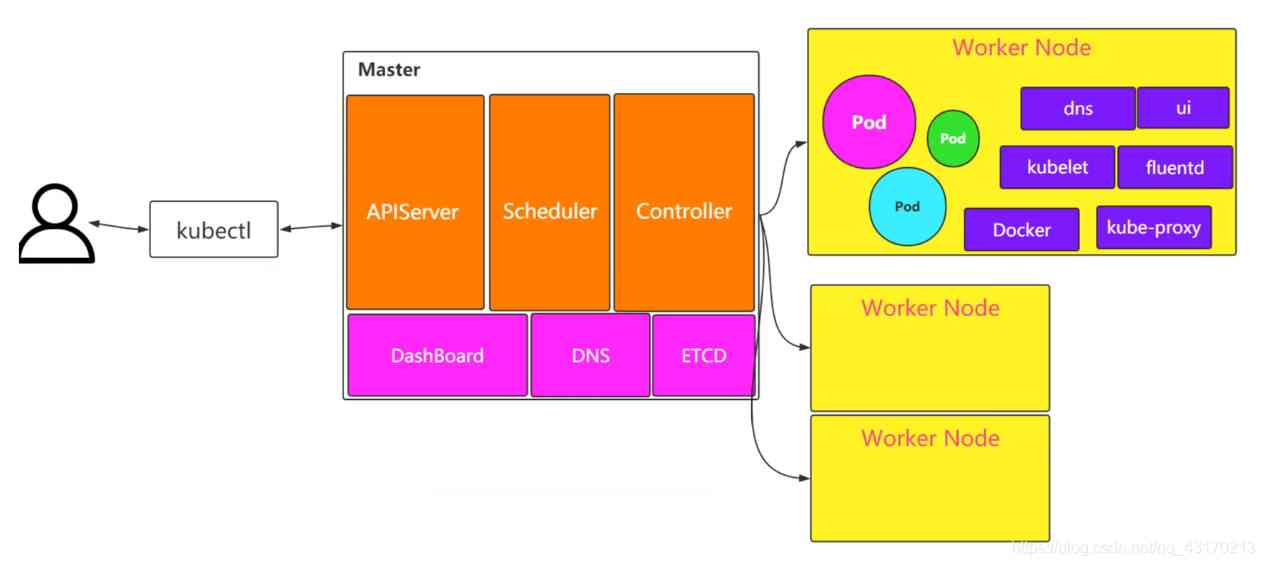 Worker Node
Master
Pod
dns
ui
Pod
kubelet
fluentd
APIServer
Scheduler
Controller
Pod
kubectl
Docker
kube-proxy
Worker Node
DashBoard
DNS
ETCD
Worker Node
https://blog.csdn.net/qq_43170213